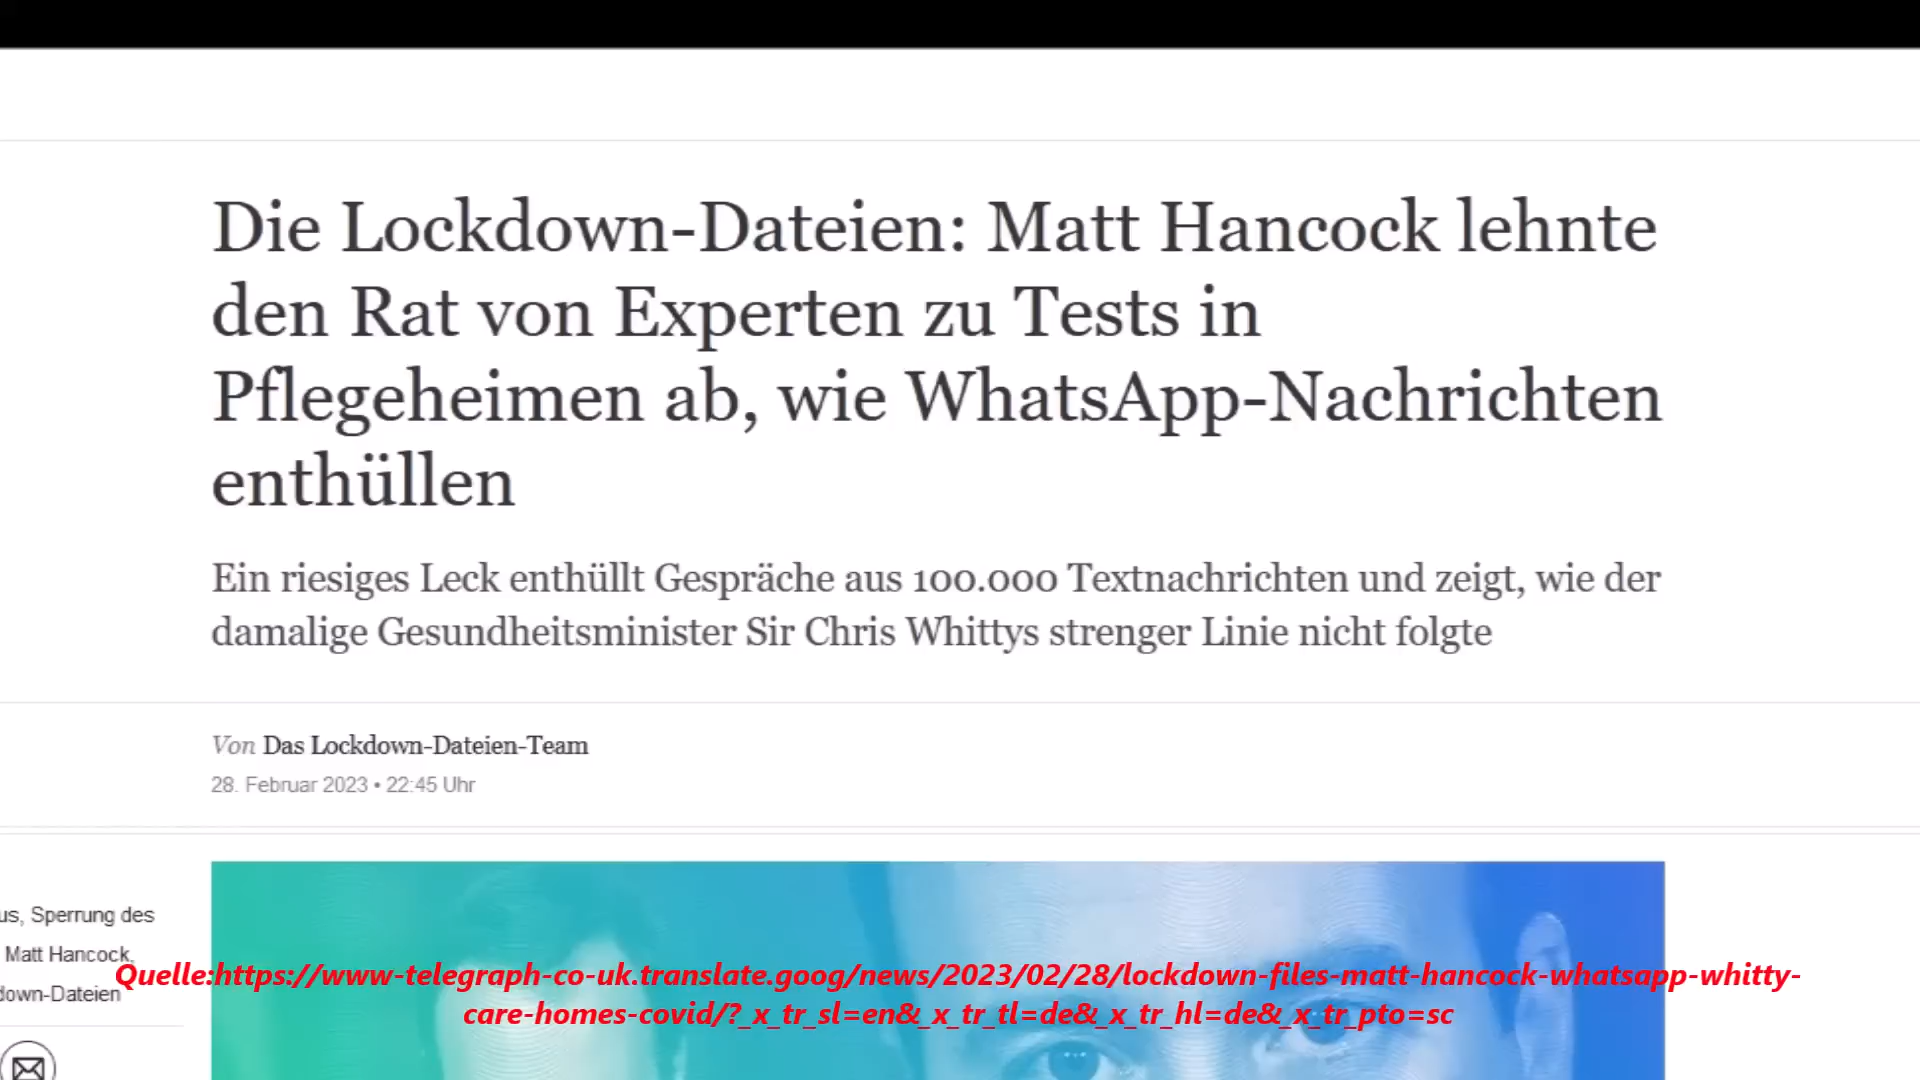 Die Lockdown-Dateien: Matt Hancock lehnte
den Rat von Experten zu Tests in
Pflegeheimen ab, wie WhatsApp-Nachrichten
enthüllen
Ein riesiges Leck enthüllt Gespräche aus 100.000 Textnachrichten und zeigt, wie der
damalige Gesundheitsminister Sir Chris Whittys strenger Linie nicht folgte
Von Das Lockdown-Dateien-Team
28. Februar 2023 • 22:45 Uhr
us, Sperrung des
Matt Hancock,
down-Dateien
Quelle:https://www-telegraph-co-uk.translate.goog/news/2023/02/28/lockdown-files-matt-hancock-whatsapp-whitty-
care-homes-covid/?_x_tr_sl=en&_x_tr_tl=de&_x_tr_hl=de&_x_tr_pto=sc